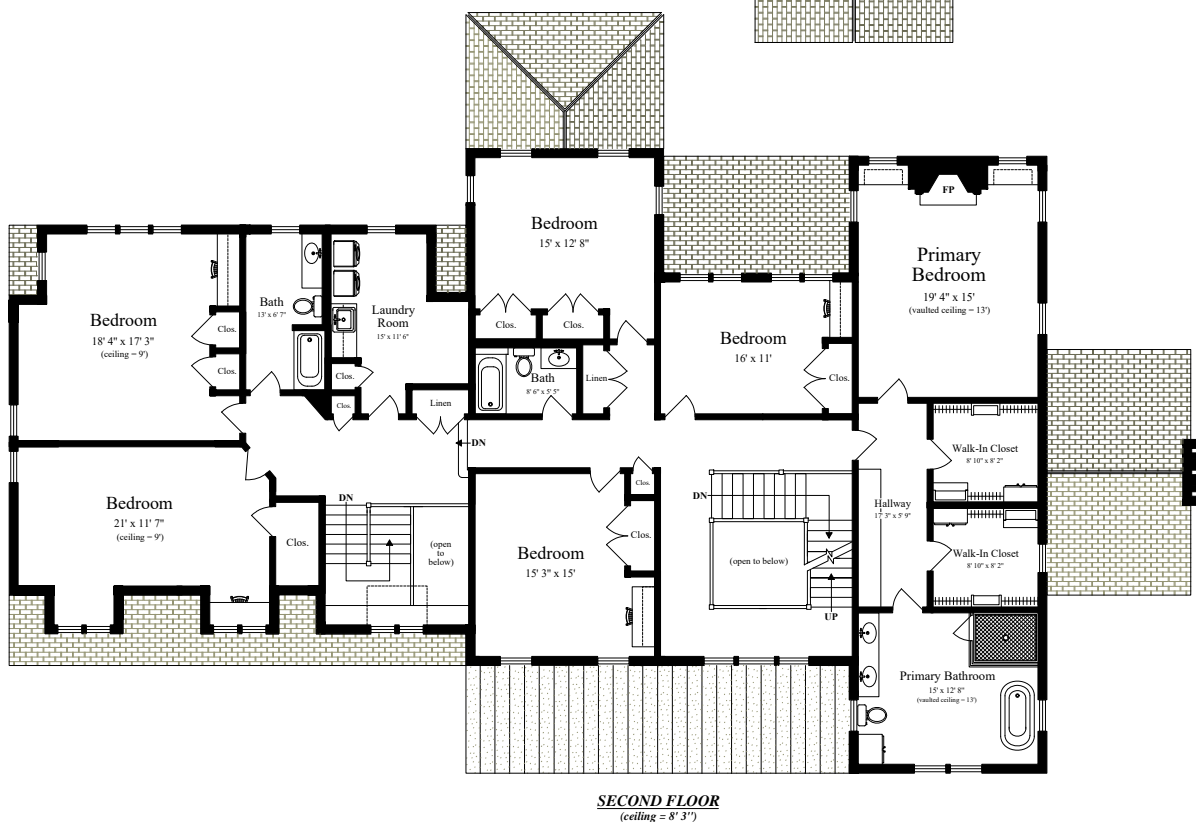 Bedroom
15' x 12' 8"
Clos.
Clos.
FP
Primary
Bedroom
19' 4" x 15'
(vaulted ceiling = 13')
Bedroom
18' 4" x 17' 3"
(ceiling = 9')
Clos.
Clos.
Bath
13' x 6' 7"
Laundry
Room
15' x 11' 6"
Clos.
Clos.
Linen
Bath
8' 6" x 5' 5"
Linen
Bedroom
16' x 11'
Clos.
DN
Walk-In Closet
8' 10" x 8' 2"
Hallway
17' 3" x 5' 9"
Walk-In Closet
8' 10" x 8' 2"
Bedroom
21' x 11' 7"
(ceiling = 9')
Clos.
DN
(open
to
below)
Bedroom
15' 3" x 15'
Clos.
Clos.
DN
(open to below)
UP
Primary Bathroom
15' x 12' 8"
(vaulted ceiling = 13')
SECOND FLOOR
(ceiling = 8' 3")